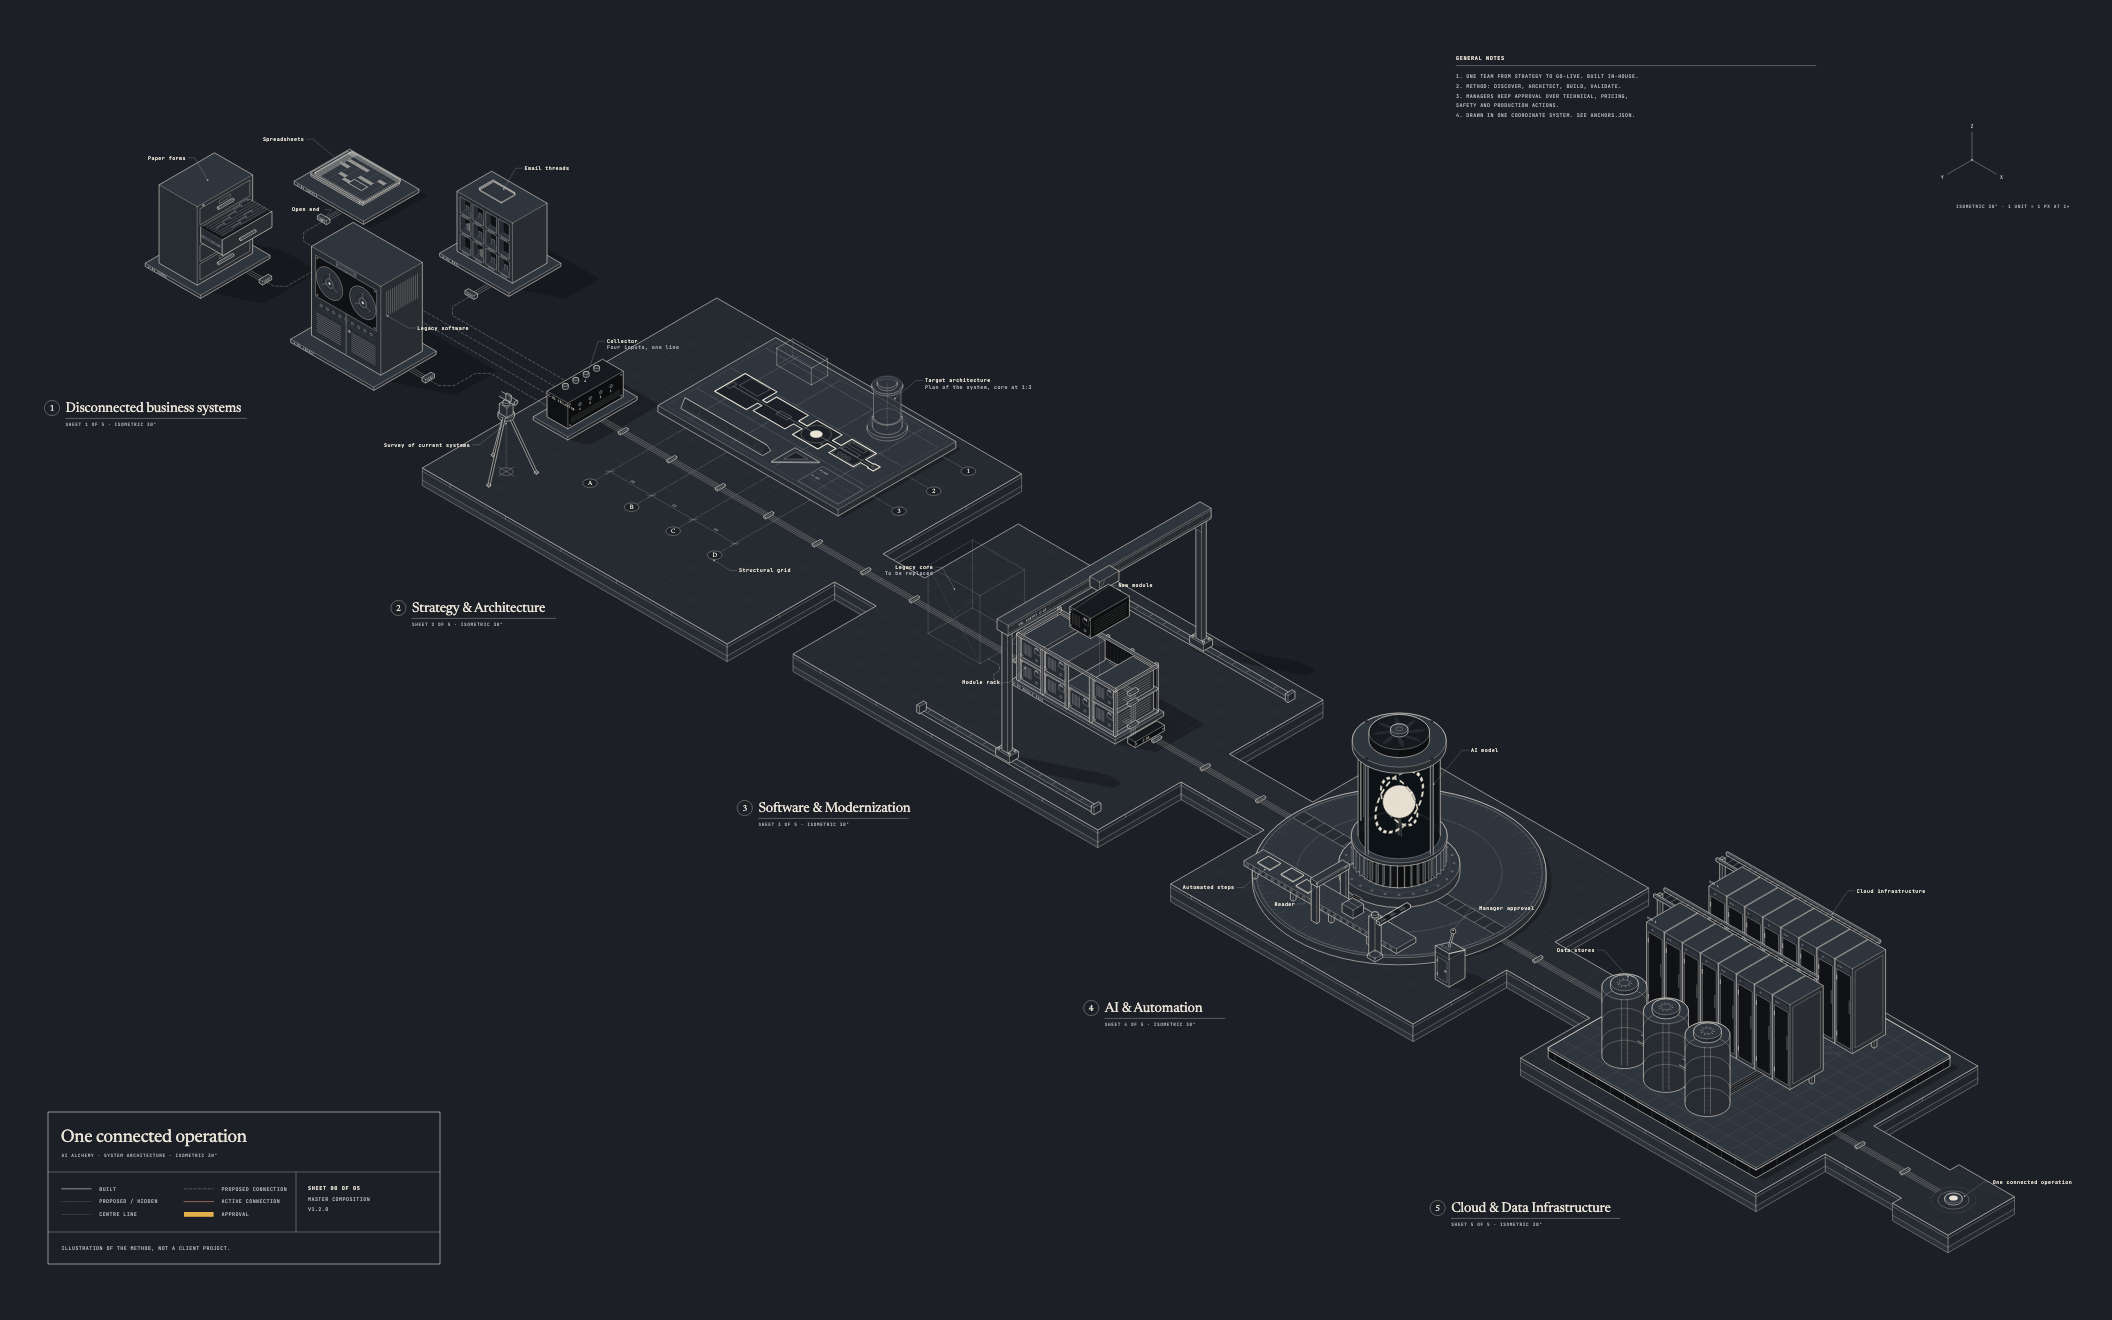 GENERAL NOTES
1. ONE TEAM FROM STRATEGY TO GO-LIVE. BUILT IN-HOUSE.
2. METHOD: DISCOVER, ARCHITECT, BUILD, VALIDATE.
3. MANAGERS KEEP APPROVAL OVER TECHNICAL, PRICING,
SAFETY AND PRODUCTION ACTIONS.
4. DRAWN IN ONE COORDINATE SYSTEM. SEE ANCHORS.JSON.
Z
Y
X
ISOMETRIC 30° · 1 UNIT = 1 PX AT 1×
Spreadsheets
Paper forms
Email threads
Open end
Legacy software
Collector
Four inputs, one line
Target architecture
Plan of the system, core at 1:3
1 Disconnected business systems
SHEET 1 OF 5 · ISOMETRIC 30°
Survey of current systems
A
B
C
D
1
2
3
Structural grid
Legacy core
To be replaced
New module
2 Strategy & Architecture
SHEET 2 OF 5 · ISOMETRIC 30°
Module rack
AI model
3 Software & Modernization
SHEET 3 OF 5 · ISOMETRIC 30°
Automated steps
Reader
Manager approval
Cloud infrastructure
Data stores
4 AI & Automation
SHEET 4 OF 5 · ISOMETRIC 30°
One connected operation
5 Cloud & Data Infrastructure
SHEET 5 OF 5 · ISOMETRIC 30°
One connected operation
AI ALCHEMY · SYSTEM ARCHITECTURE · ISOMETRIC 30°
BUILT
PROPOSED / HIDDEN
CENTRE LINE
PROPOSED CONNECTION
ACTIVE CONNECTION
APPROVAL
SHEET 00 OF 05
MASTER COMPOSITION
V1.2.0
ILLUSTRATION OF THE METHOD, NOT A CLIENT PROJECT.